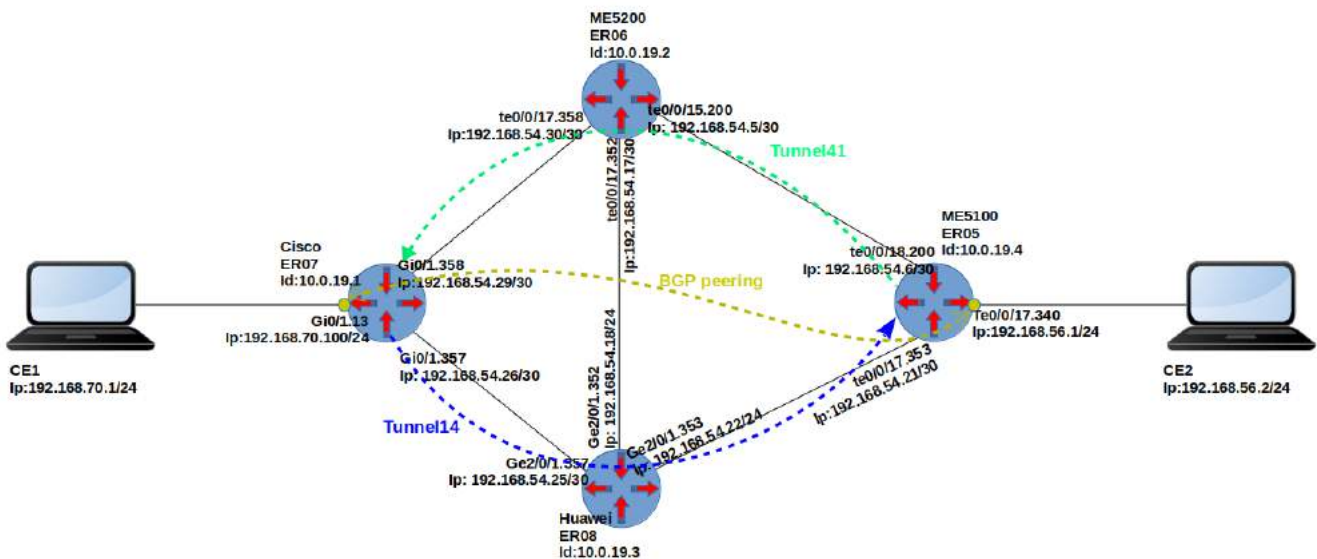 ME5200
ER06
Id:10.0.19.2
te0/0/17.358
Ip:192.168.54.30/30
te0/0/15.200
Ip: 192.168.54.5/30
te0/0/17.352
Ip:192.168.54.17/30
Tunnel41
Cisco
ER07
Id:10.0.19.1
Gi0/1.358
Ip:192.168.54.29/30
BGP peering
ME5100
ER05
Id:10.0.19.4
te0/0/18.200
Ip: 192.168.54.6/30
Gi0/1.13
Ip:192.168.70.100/24
Te0/0/17.340
Ip:192.168.56.1/24
CE1
Ip:192.168.70.1/24
CE2
Ip:192.168.56.2/24
Gi0/1.357
Ip: 192.168.54.26/30
Ge2/0/1.352
Ip: 192.168.54.18/24
te0/0/17.353
Ip:192.168.54.21/30
Tunnel14
Ge2/0/1.353
Ip: 192.168.54.22/24
Ge2/0/1.357
Ip: 192.168.54.25/30
Huawei
ER08
Id:10.0.19.3